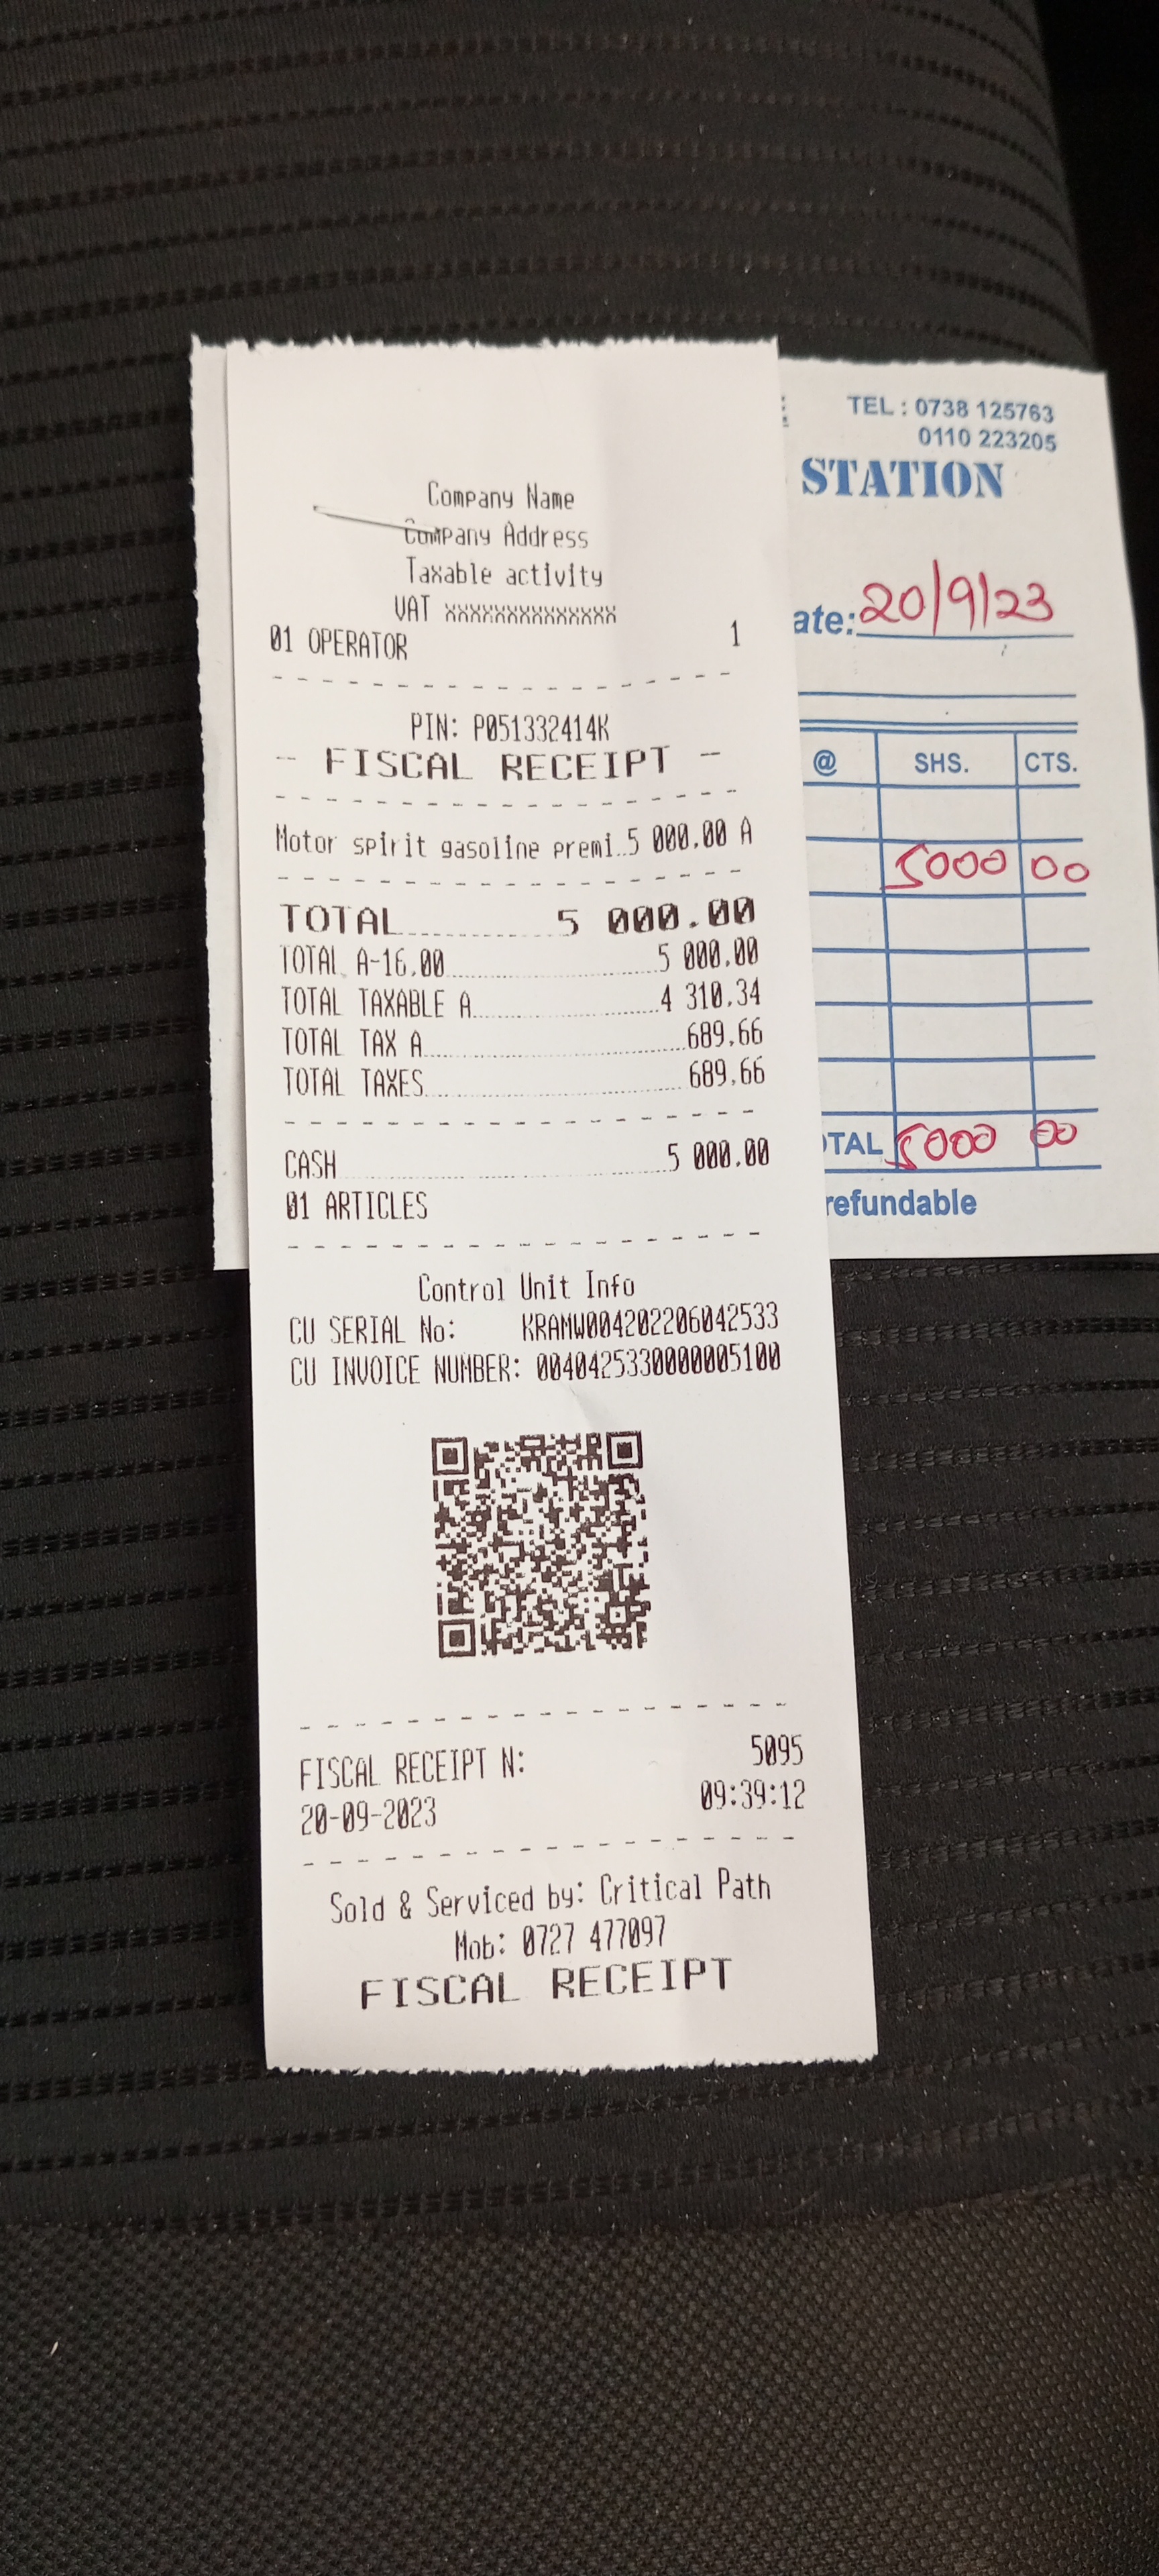 Company Name
Company Address
Taxable activity
VAT xxxxxxxxxxxxxx
01 OPERATOR 1
PIN: P051332414K
- FISCAL RECEIPT -
Motor spirit gasoline premi..5 000.00 A
TOTAL 5 000.00
TOTAL A-16.00 5 000.00
TOTAL TAXABLE A 4 310.34
TOTAL TAX A 689.66
TOTAL TAXES 689.66
CASH 5 000.00
01 ARTICLES
Control Unit Info
CU SERIAL No: KRAMW004202206042533
CU INVOICE NUMBER: 0040425330000005100
FISCAL RECEIPT N: 5095
20-09-2023 09:39:12
Sold & Serviced by: Critical Path
Mob: 0727 477097
FISCAL RECEIPT
TEL : 0738 125763
0110 223205
STATION
ate: 20/9/23
@ SHS. CTS.
5000 00
TAL 5000 00
refundable